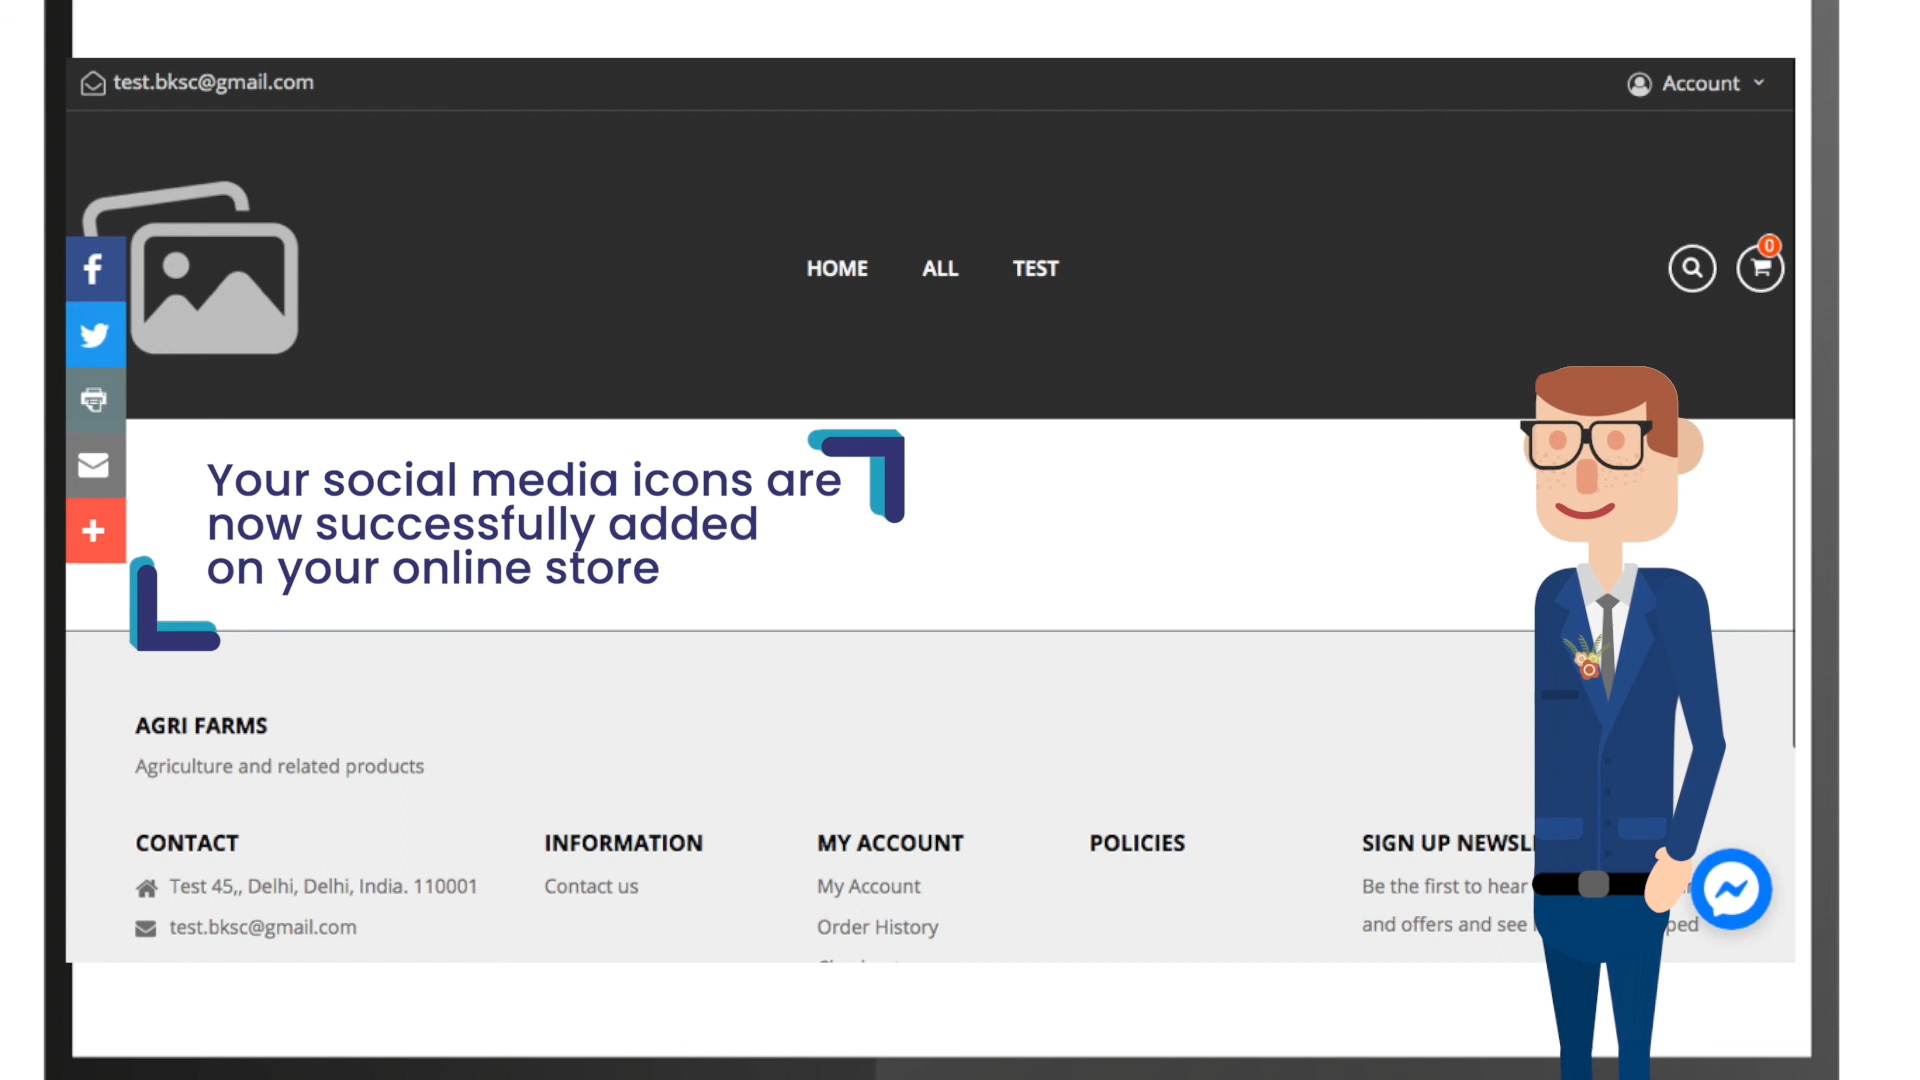 test.bksc@gmail.com
Account
HOME ALL TEST
0
Your social media icons are
now successfully added
on your online store
AGRI FARMS
Agriculture and related products
CONTACT
Test 45,, Delhi, Delhi, India. 110001
test.bksc@gmail.com
INFORMATION
Contact us
MY ACCOUNT
My Account
Order History
POLICIES
SIGN UP
Be the first to hear
and offers and see